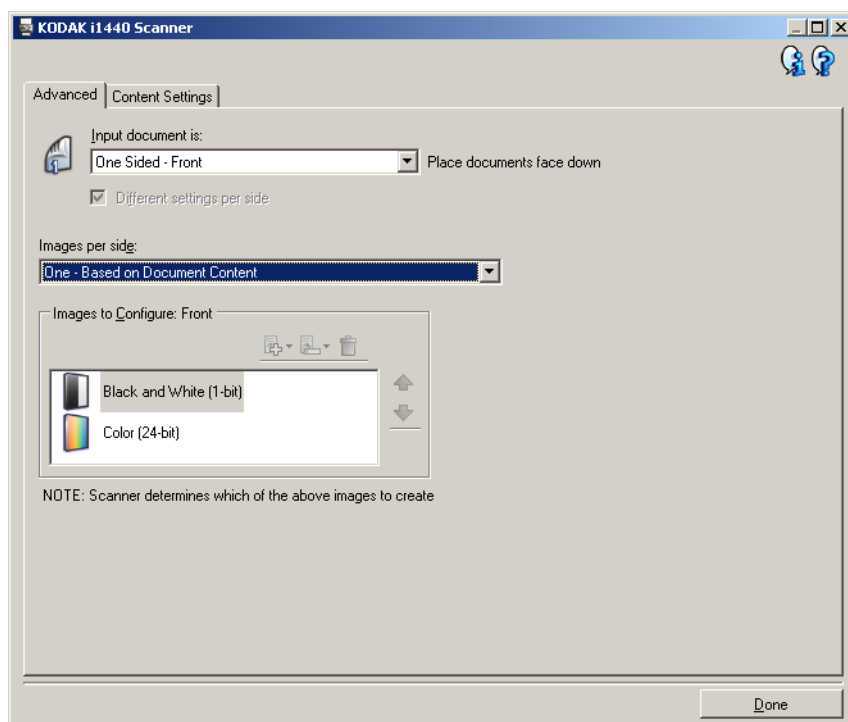 KODAK i1440 Scanner
Advanced
Content Settings
Input document is:
One Sided - Front
Place documents face down
Different settings per side
Images per side:
One - Based on Document Content
Images to Configure: Front
Black and White (1-bit)
Color (24-bit)
NOTE: Scanner determines which of the above images to create
Done